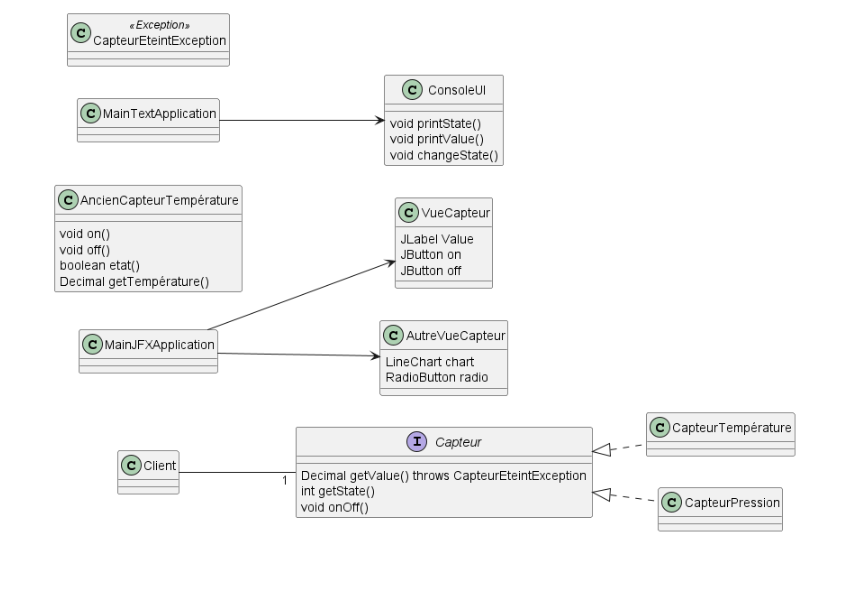 «Exception»
C CapteurEteintException
C MainTextApplication
C ConsoleUI
void printState()
void printValue()
void changeState()
C AncienCapteurTempérature
void on()
void off()
boolean etat()
Decimal getTempérature()
C VueCapteur
JLabel Value
JButton on
JButton off
C MainJFXApplication
C AutreVueCapteur
LineChart chart
RadioButton radio
C Client
1
I Capteur
Decimal getValue() throws CapteurEteintException
int getState()
void onOff()
C CapteurTempérature
C CapteurPression